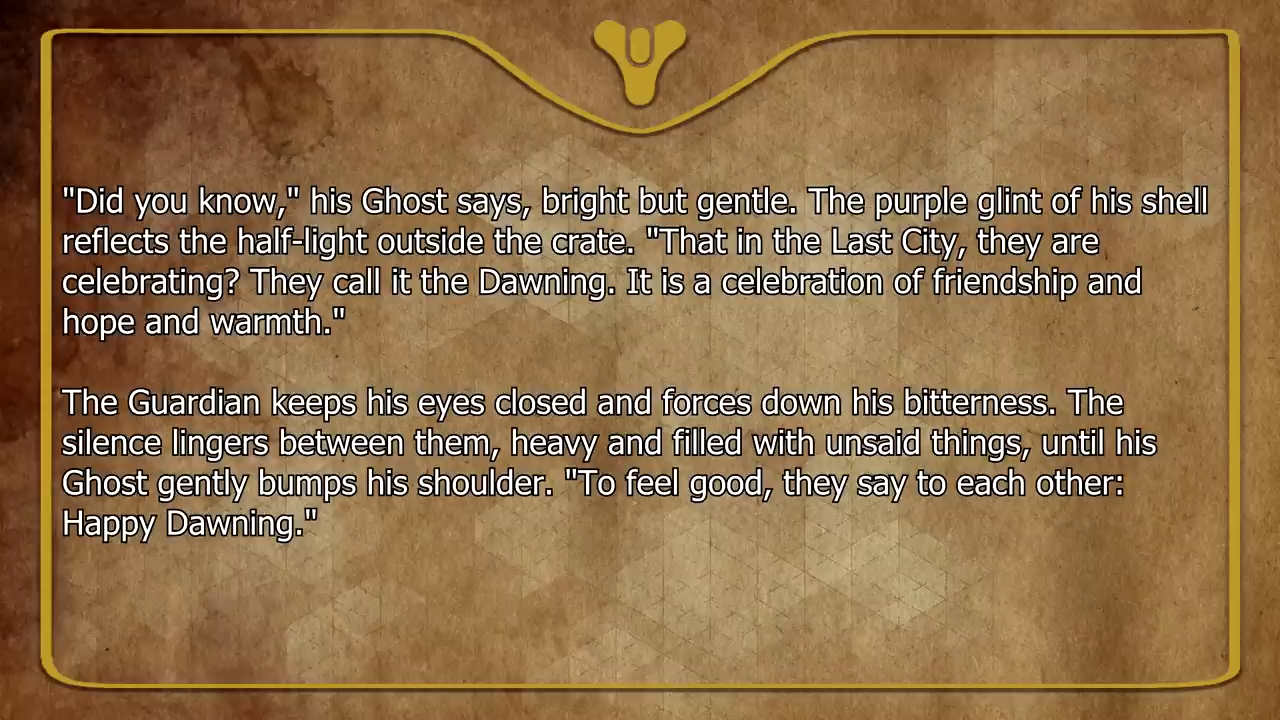 "Did you know," his Ghost says, bright but gentle. The purple glint of his shell
reflects the half-light outside the crate. "That in the Last City, they are
celebrating? They call it the Dawning. It is a celebration of friendship and
hope and warmth."
The Guardian keeps his eyes closed and forces down his bitterness. The
silence lingers between them, heavy and filled with unsaid things, until his
Ghost gently bumps his shoulder. "To feel good, they say to each other:
Happy Dawning."